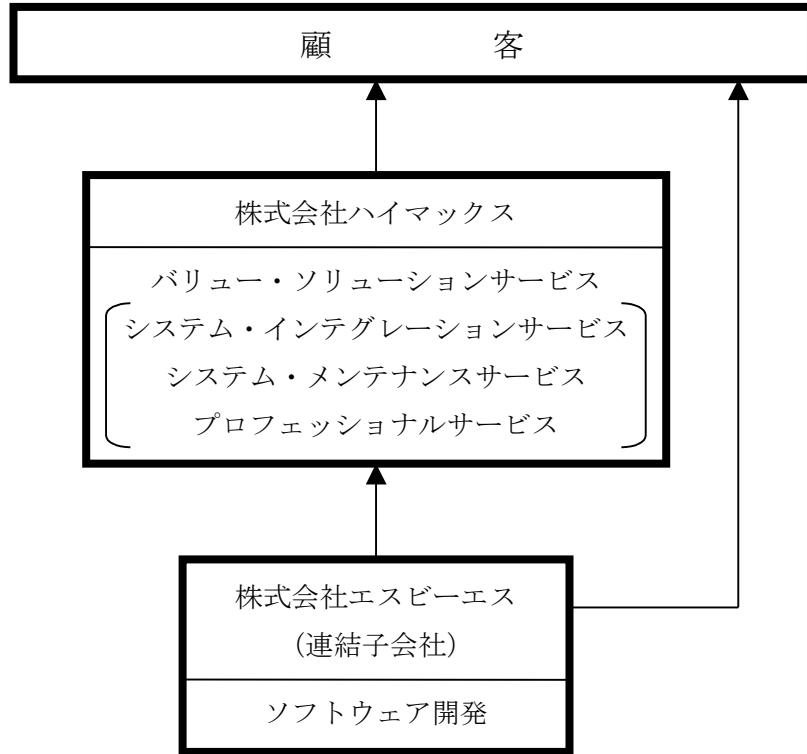 顧　　　客
株式会社ハイマックス
バリュー・ソリューションサービス
システム・インテグレーションサービス
システム・メンテナンスサービス
プロフェッショナルサービス
株式会社エスビーエス
（連結子会社）
ソフトウェア開発